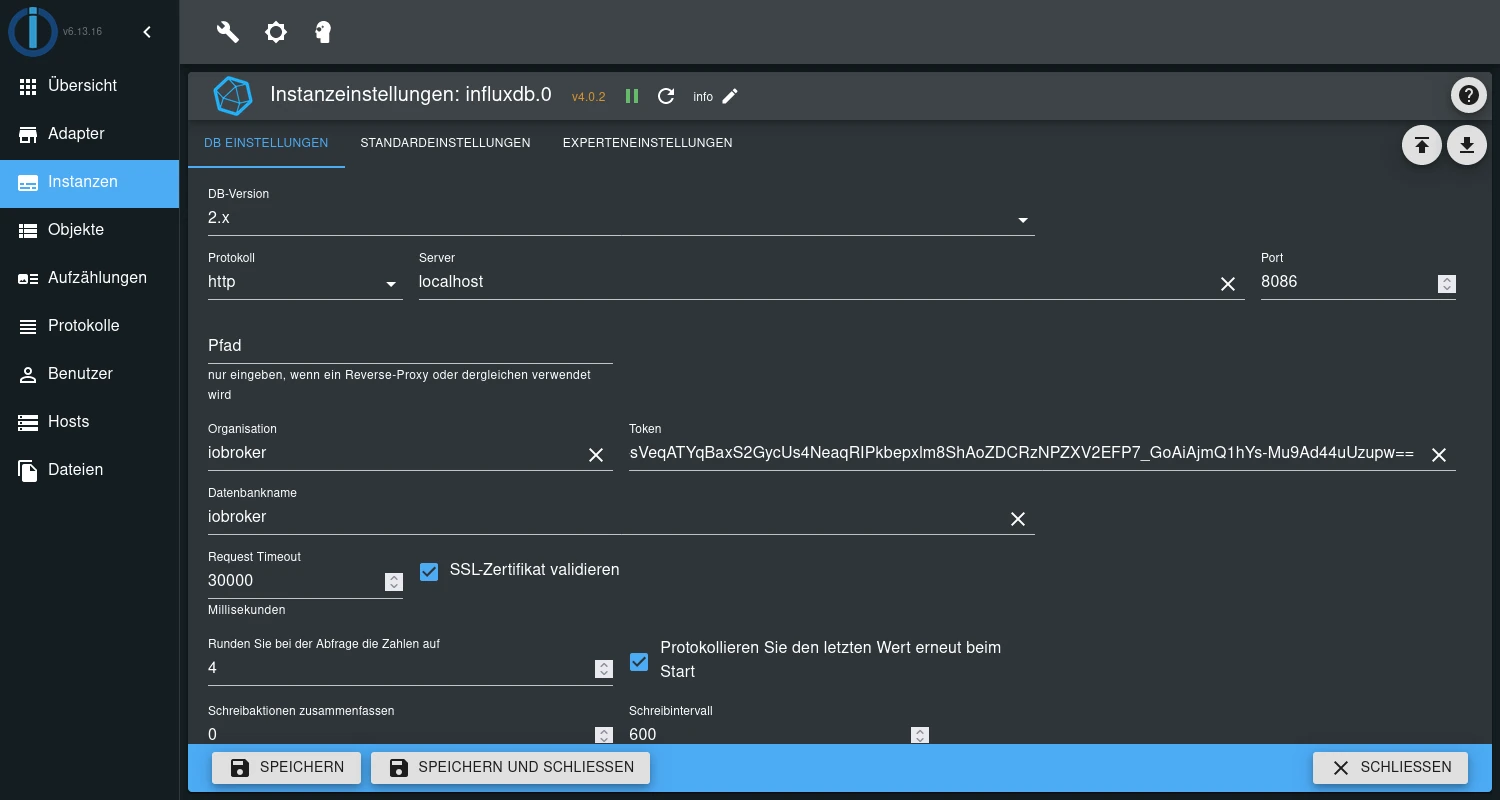 v6.13.16
Übersicht
Adapter
Instanzen
Objekte
Aufzählungen
Protokolle
Benutzer
Hosts
Dateien
Instanzeinstellungen: influxdb.0 v4.0.2 info
DB EINSTELLUNGEN STANDARDEINSTELLUNGEN EXPERTENEINSTELLUNGEN
DB-Version
2.x
Protokoll Server Port
http localhost 8086
Pfad
nur eingeben, wenn ein Reverse-Proxy oder dergleichen verwendet
wird
Organisation Token
iobroker sVeqATYqBaxS2GycUs4NeaqRIPkbepxlm8ShAoZDCRzNPZXV2EFP7_GoAiAjmQ1hYs-Mu9Ad44uUzupw==
Datenbankname
iobroker
Request Timeout
30000 SSL-Zertifikat validieren
Millisekunden
Runden Sie bei der Abfrage die Zahlen auf
4
Protokollieren Sie den letzten Wert erneut beim
Start
Schreibaktionen zusammenfassen Schreibintervall
0 600
SPEICHERN SPEICHERN UND SCHLIESSEN SCHLIESSEN